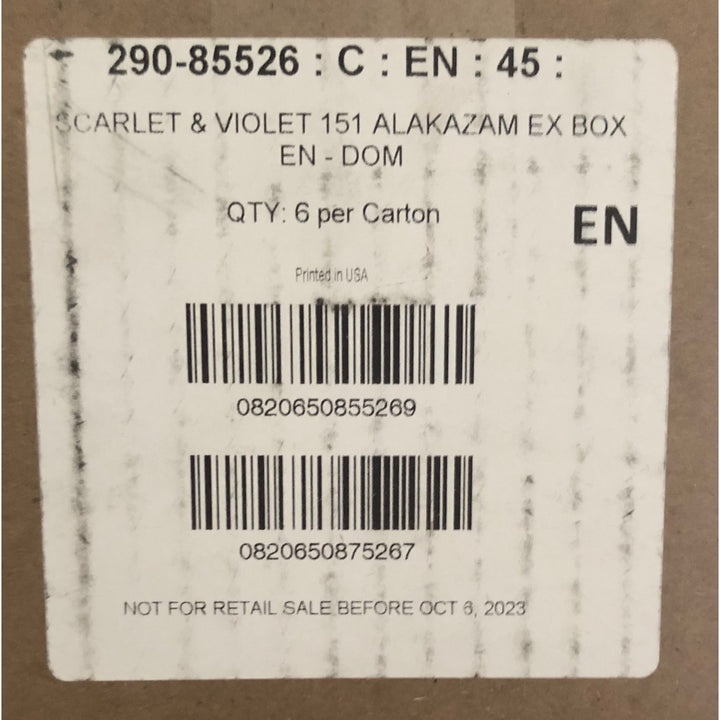 290-85526 : C : EN : 45 :
SCARLET & VIOLET 151 ALAKAZAM EX BOX
EN - DOM
QTY: 6 per Carton
EN
Printed in USA
0820650855269
0820650875267
NOT FOR RETAIL SALE BEFORE OCT 6, 2023